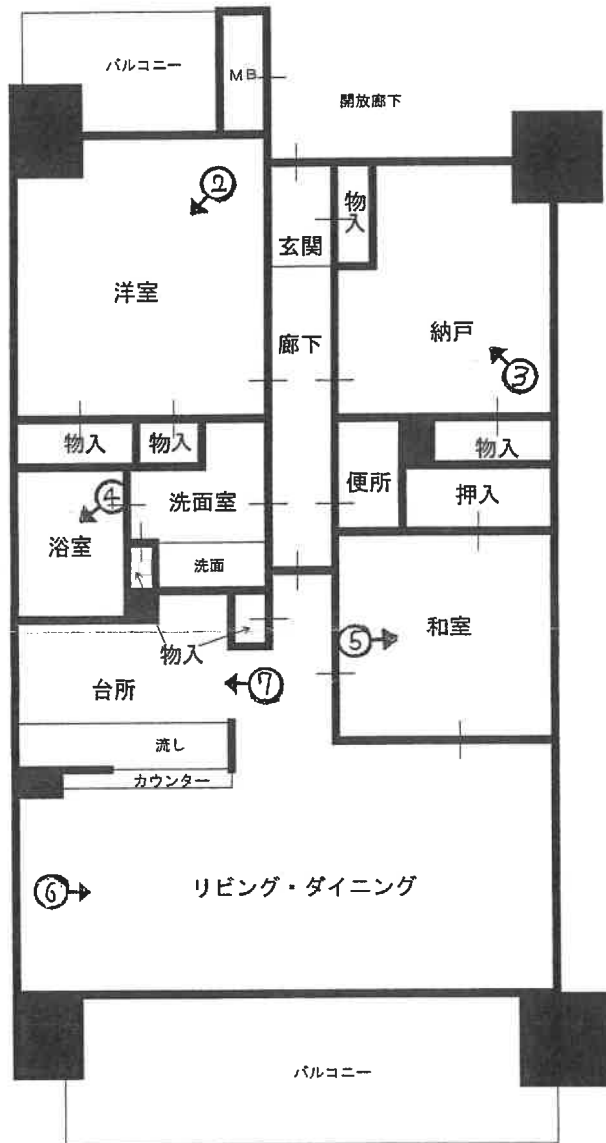 バルコニー
MB
開放廊下
②
物入
玄関
洋室
廊下
納戸
③
物入
物入
物入
便所
押入
④
洗面室
浴室
洗面
和室
⑤
物入
台所
⑦
流し
カウンター
⑥
リビング・ダイニング
バルコニー